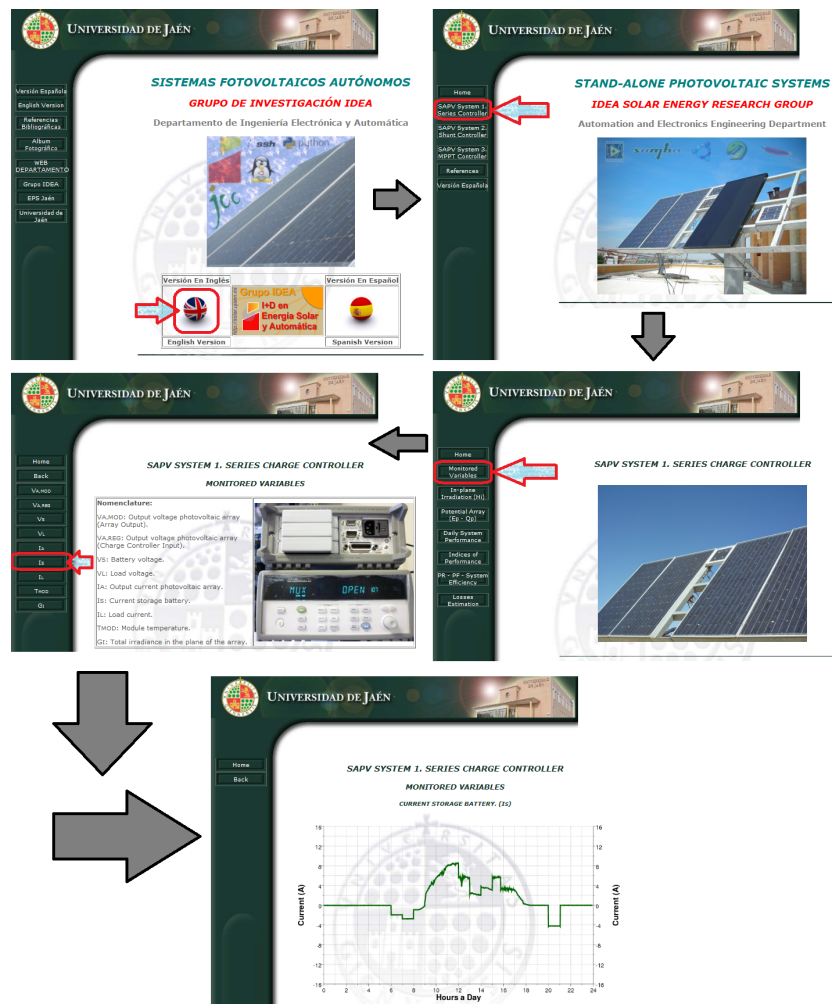 UNIVERSIDAD DE JAÉN
Versión Española
English Version
Referencias
Bibliográficas
Album
Fotográfico
WEB
DEPARTAMENTO
Grupo IDEA
EPS Jaén
Universidad de
Jaén
SISTEMAS FOTOVOLTAICOS AUTÓNOMOS
GRUPO DE INVESTIGACIÓN IDEA
Departamento de Ingeniería Electrónica y Automática
ssh python
jcc
Versión En Inglés
Versión En Español
Grupo IDEA
I+D en
Energía Solar
y Automática
English Version
Spanish Version
UNIVERSIDAD DE JAÉN
Home
SAPV System 1.
Series Controller
SAPV System 2.
Shunt Controller
SAPV System 3.
MPPT Controller
References
Versión Española
STAND-ALONE PHOTOVOLTAIC SYSTEMS
IDEA SOLAR ENERGY RESEARCH GROUP
Automation and Electronics Engineering Department
samba
UNIVERSIDAD DE JAÉN
Home
Monitored
Variables
In-plane
Irradiation (Hi)
Potential Array
(Ep - Qp)
Daily System
Performance
Indices of
Performance
PR - PF - System
Efficiency
Losses
Estimation
SAPV SYSTEM 1. SERIES CHARGE CONTROLLER
UNIVERSIDAD DE JAÉN
Home
Back
VA,MOD
VA,REG
VS
VL
IA
IS
IL
TMOD
GI
SAPV SYSTEM 1. SERIES CHARGE CONTROLLER
MONITORED VARIABLES
Nomenclature:
VA.MOD: Output voltage photovoltaic array
(Array Output).
VA.REG: Output voltage photovoltaic array
(Charge Controller Input).
VS: Battery voltage.
VL: Load voltage.
IA: Output current photovoltaic array.
IS: Current storage battery.
IL: Load current.
TMOD: Module temperature.
GI: Total irradiance in the plane of the array.
MUX OPEN 107
UNIVERSIDAD DE JAÉN
Home
Back
SAPV SYSTEM 1. SERIES CHARGE CONTROLLER
MONITORED VARIABLES
CURRENT STORAGE BATTERY. (Is)
16 16
12 12
8 8
4 4
0 0
-4 -4
-8 -8
-12 -12
-16 -16
Current (A)
Current (A)
0 2 4 6 8 10 12 14 16 18 20 22 24
Hours a Day